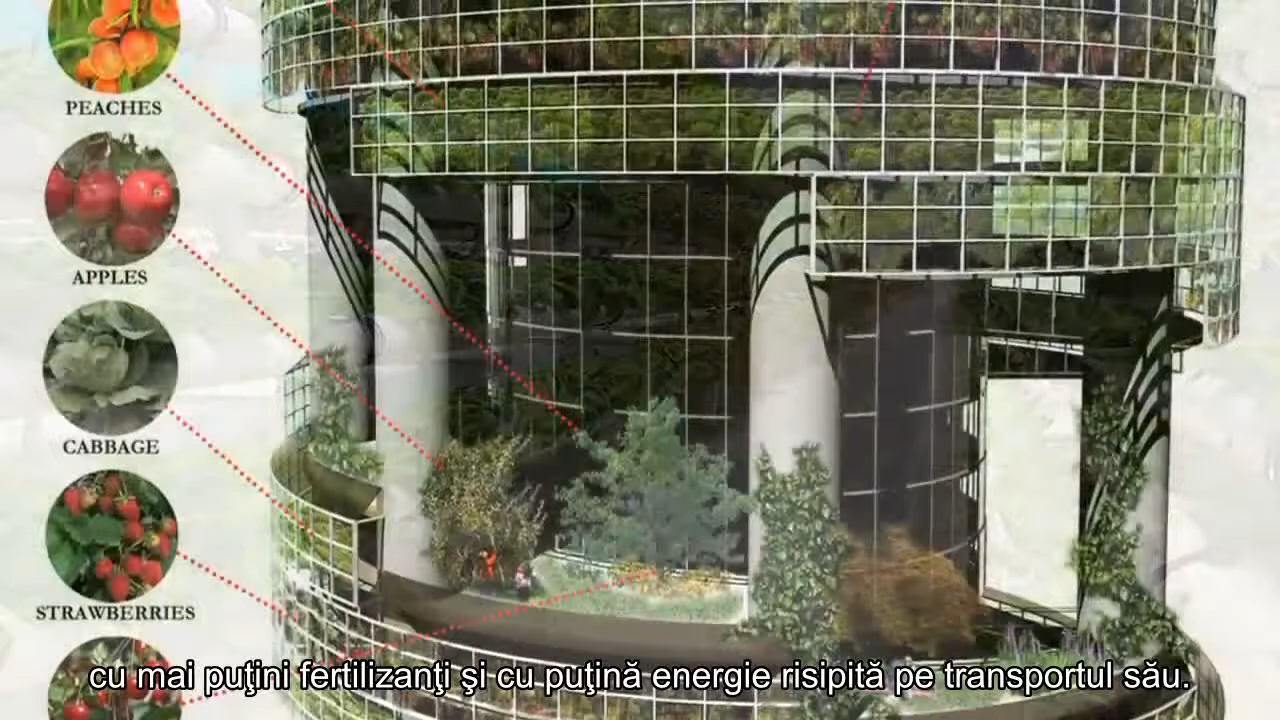 PEACHES
APPLES
CABBAGE
STRAWBERRIES
cu mai puţini fertilizanţi şi cu puţină energie risipită pe transportul său.